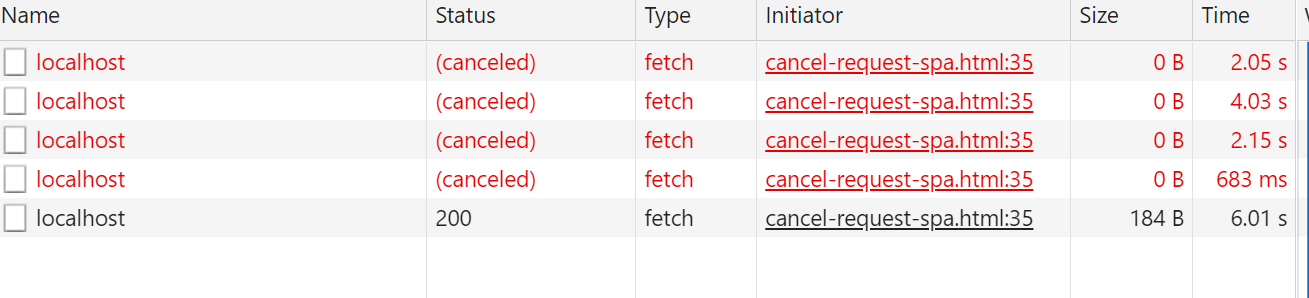 Name Status Type Initiator Size Time
localhost (canceled) fetch cancel-request-spa.html:35 0 B 2.05 s
localhost (canceled) fetch cancel-request-spa.html:35 0 B 4.03 s
localhost (canceled) fetch cancel-request-spa.html:35 0 B 2.15 s
localhost (canceled) fetch cancel-request-spa.html:35 0 B 683 ms
localhost 200 fetch cancel-request-spa.html:35 184 B 6.01 s